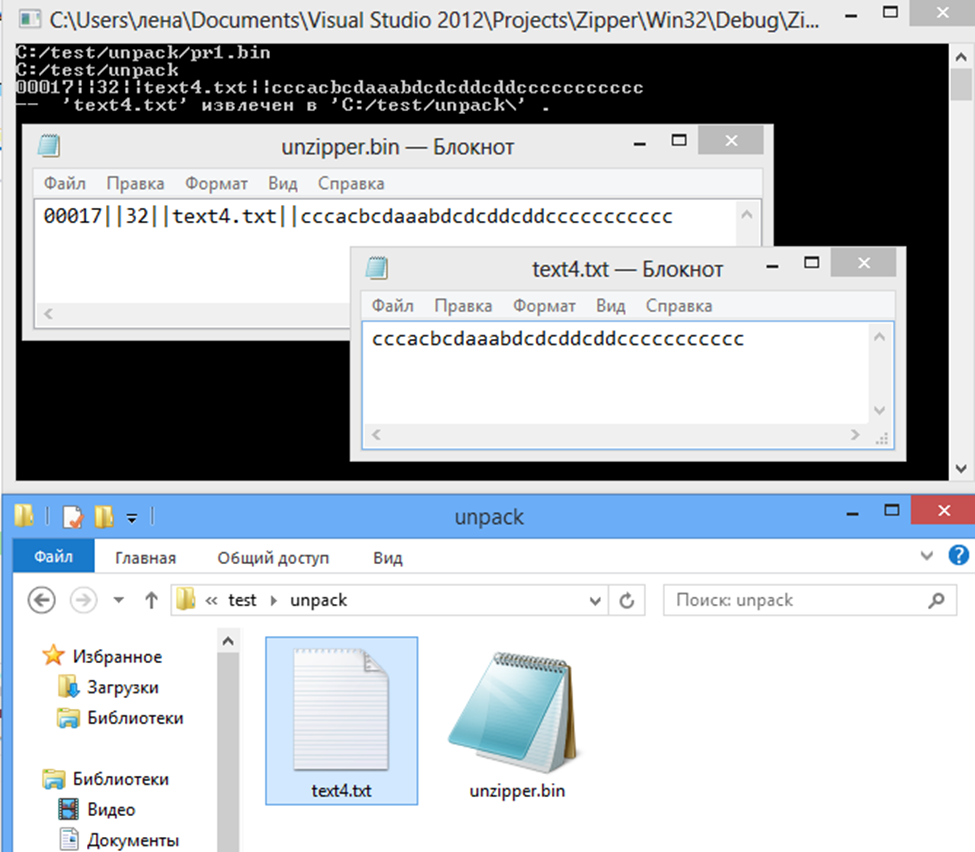 C:\Users\лена\Documents\Visual Studio 2012\Projects\Zipper\Win32\Debug\Zi...
C:/test/unpack/pr1.bin
C:/test/unpack
00017||32||text4.txt||cccacbcdaaabdcdcddcddccccccccccc
-- 'text4.txt' извлечен в 'C:/test/unpack\' .
unzipper.bin — Блокнот
Файл Правка Формат Вид Справка
00017||32||text4.txt||cccacbcdaaabdcdcddcddccccccccccc
text4.txt — Блокнот
Файл Правка Формат Вид Справка
cccacbcdaaabdcdcddcddccccccccccc
unpack
Файл Главная Общий доступ Вид
« test unpack Поиск: unpack
Избранное
Загрузки
Библиотеки
Библиотеки
Видео
Документы
text4.txt unzipper.bin